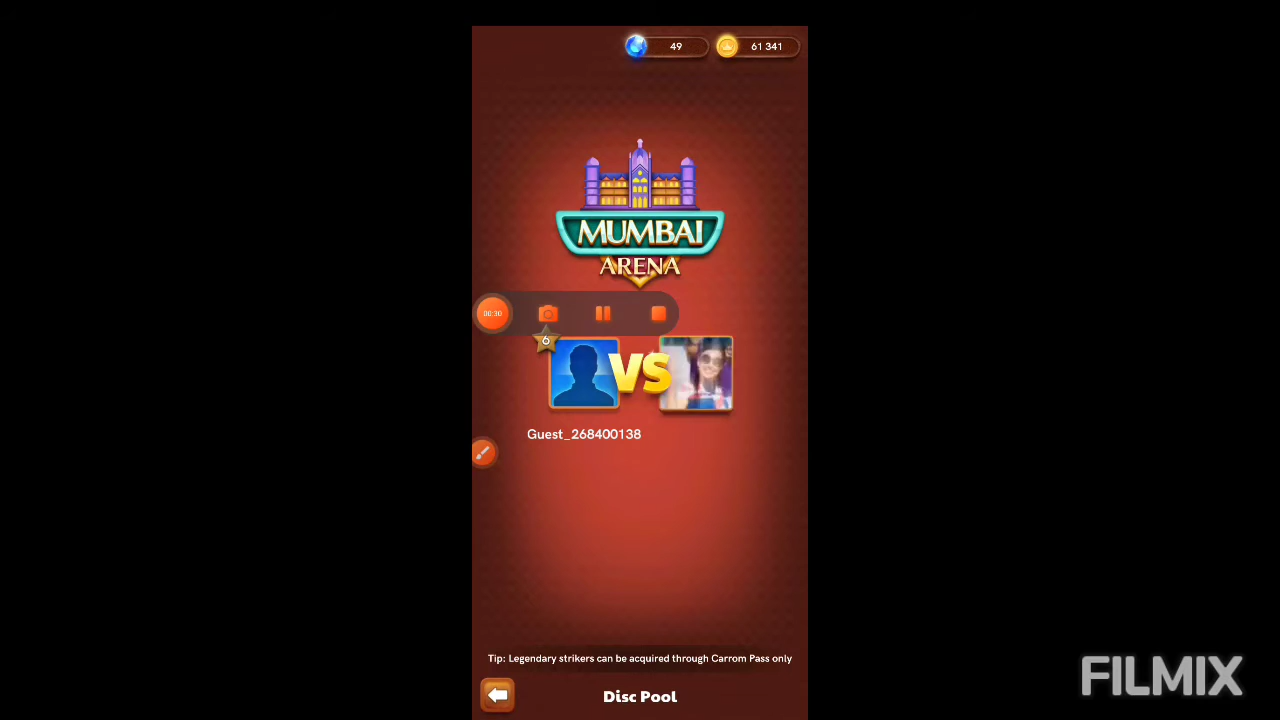 49
61 341
MUMBAI
ARENA
00:30
6
VS
Guest_268400138
Tip: Legendary strikers can be acquired through Carrom Pass only
Disc Pool
FILMIX